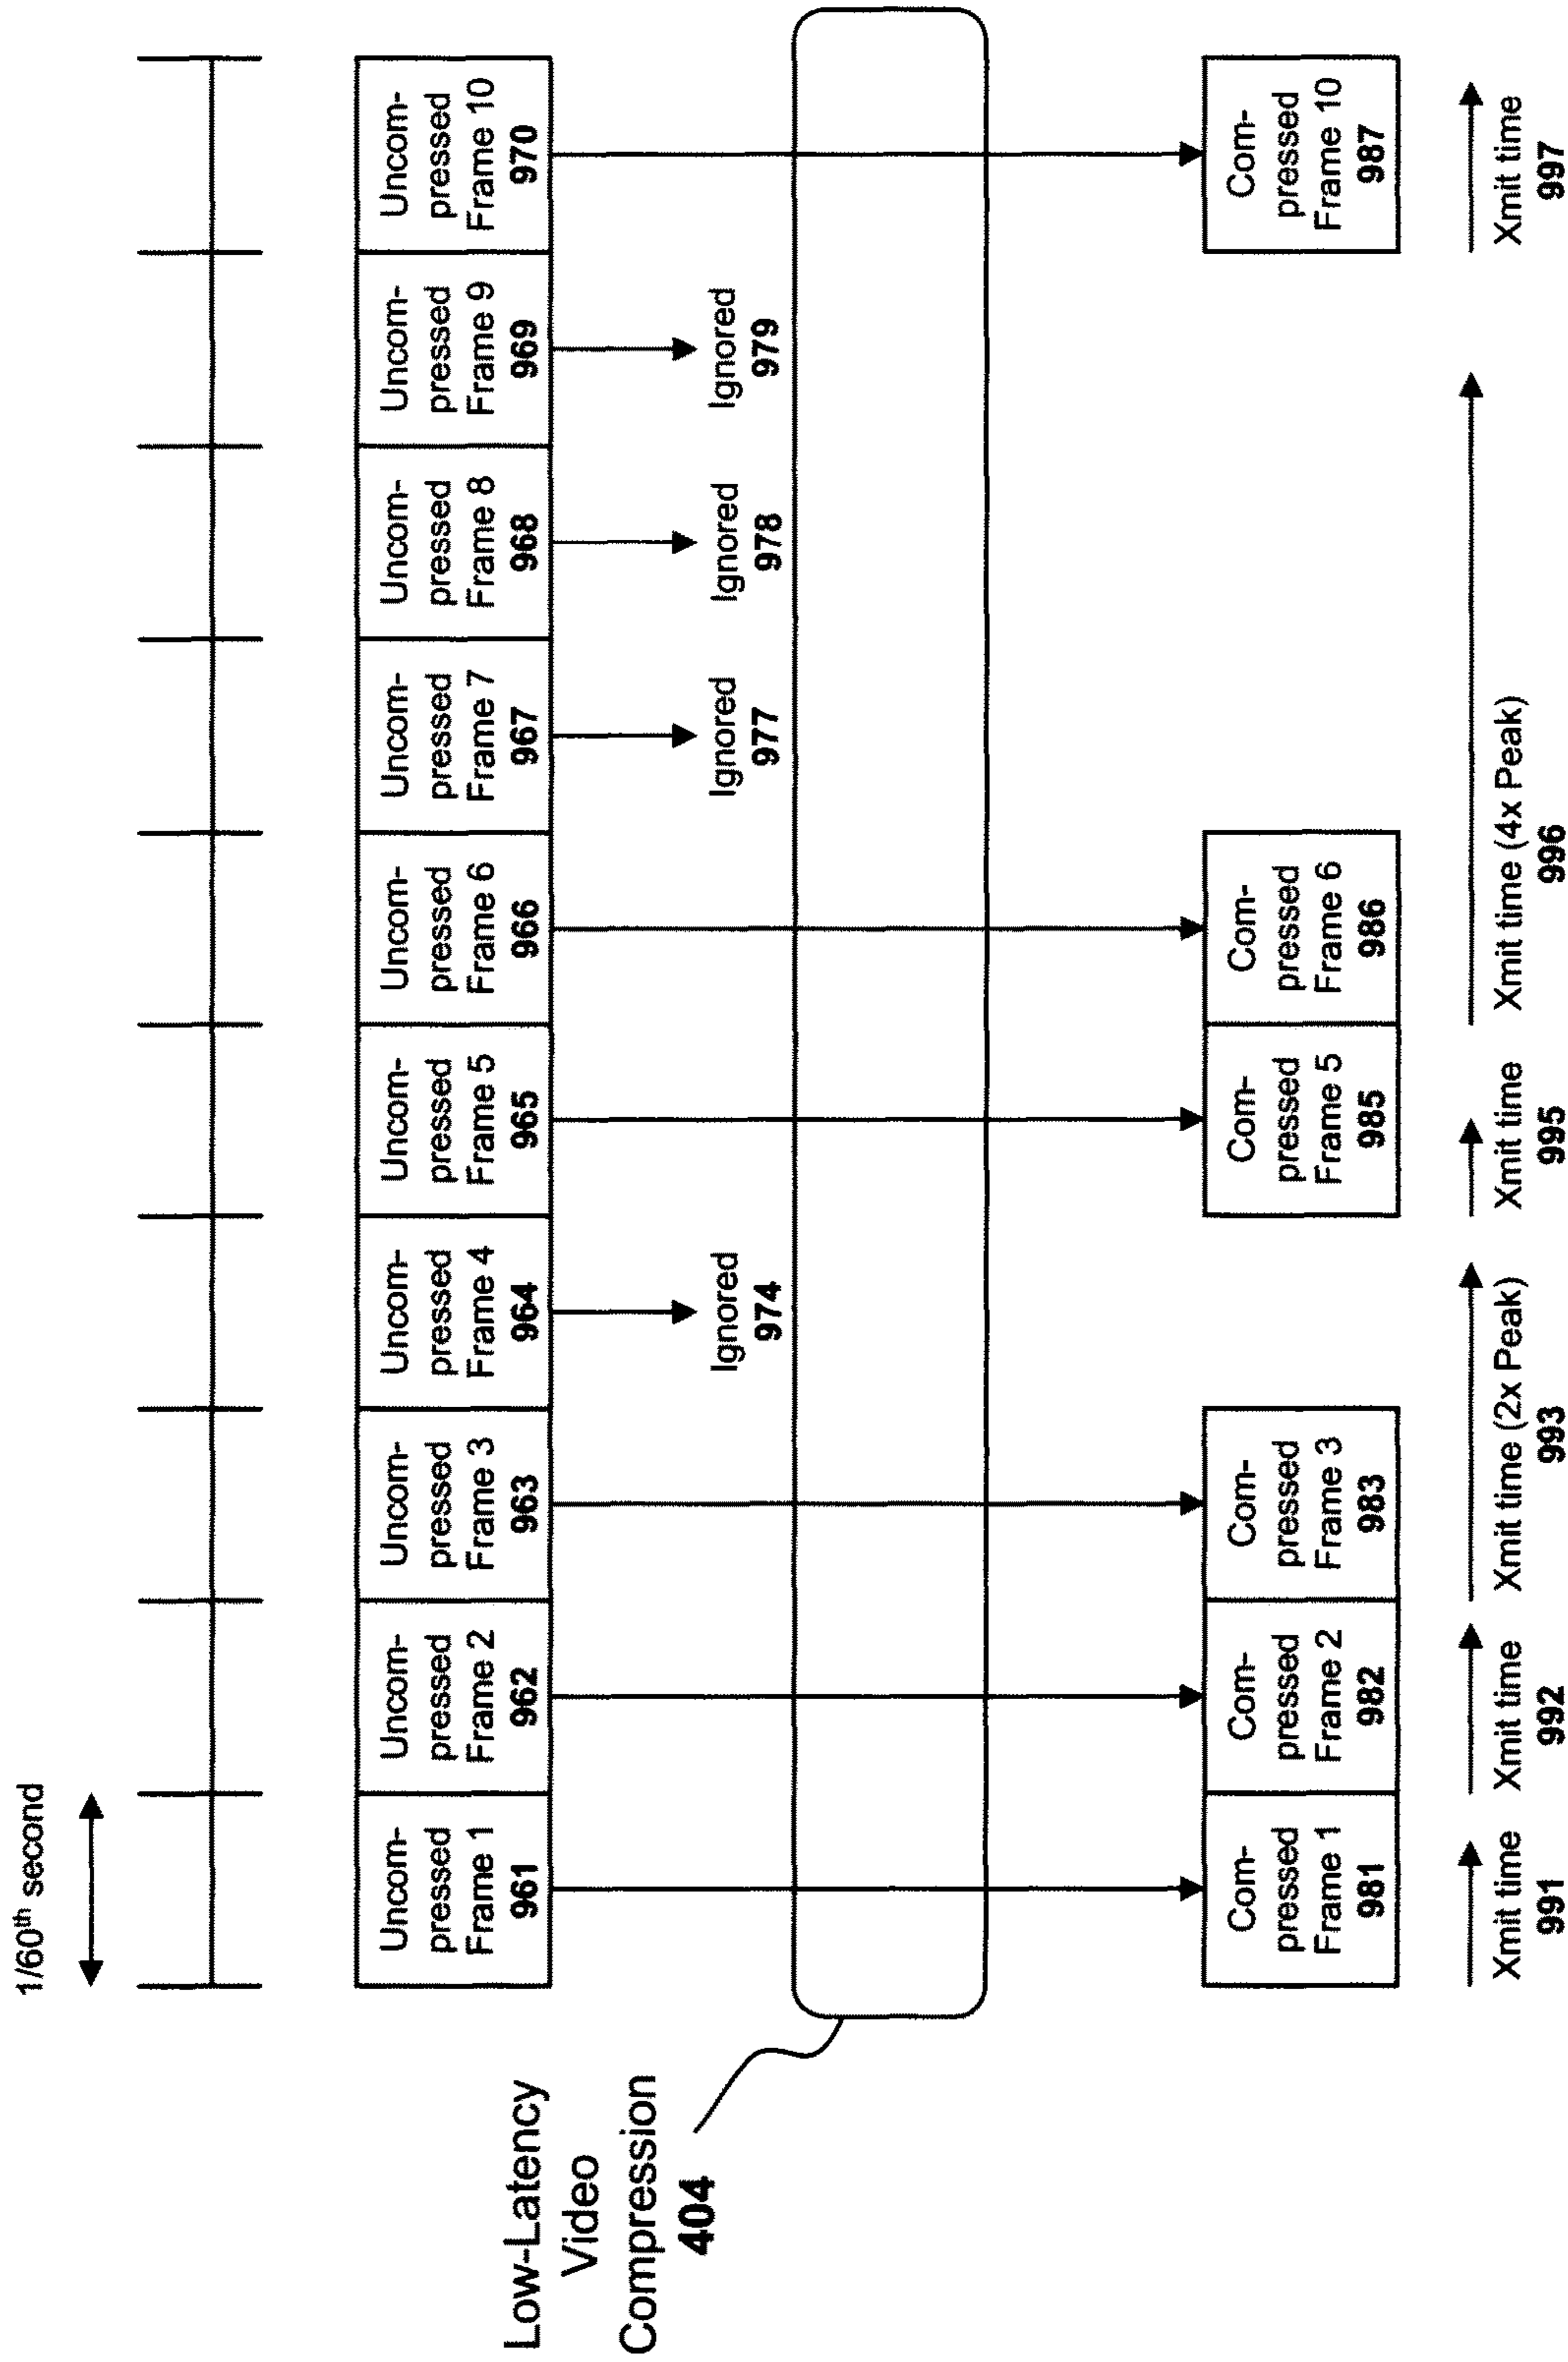 1/60th second
Uncom-
pressed
Frame 1
961
Uncom-
pressed
Frame 2
962
Uncom-
pressed
Frame 3
963
Uncom-
pressed
Frame 4
964
Uncom-
pressed
Frame 5
965
Uncom-
pressed
Frame 6
966
Uncom-
pressed
Frame 7
967
Uncom-
pressed
Frame 8
968
Uncom-
pressed
Frame 9
969
Uncom-
pressed
Frame 10
970
Ignored
974
Ignored
977
Ignored
978
Ignored
979
Low-Latency
Video
Compression
404
Com-
pressed
Frame 1
981
Com-
pressed
Frame 2
982
Com-
pressed
Frame 3
983
Com-
pressed
Frame 5
985
Com-
pressed
Frame 6
986
Com-
pressed
Frame 10
987
Xmit time
991
Xmit time
992
Xmit time (2x Peak)
993
Xmit time
995
Xmit time (4x Peak)
996
Xmit time
997